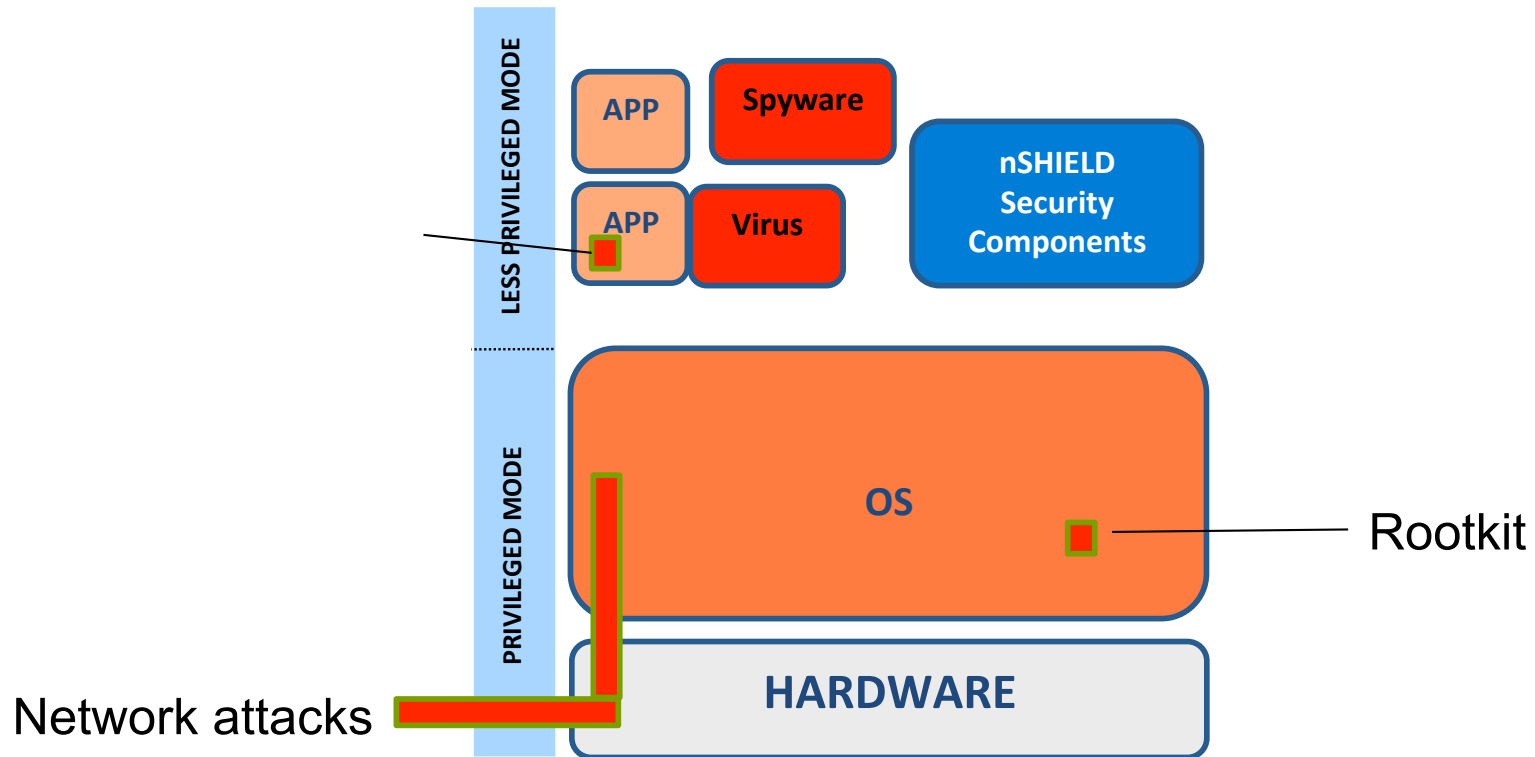 LESS PRIVILEGED MODE
APP
Spyware
nSHIELD
Security
Components
APP
Virus
PRIVILEGED MODE
OS
Rootkit
HARDWARE
Network attacks